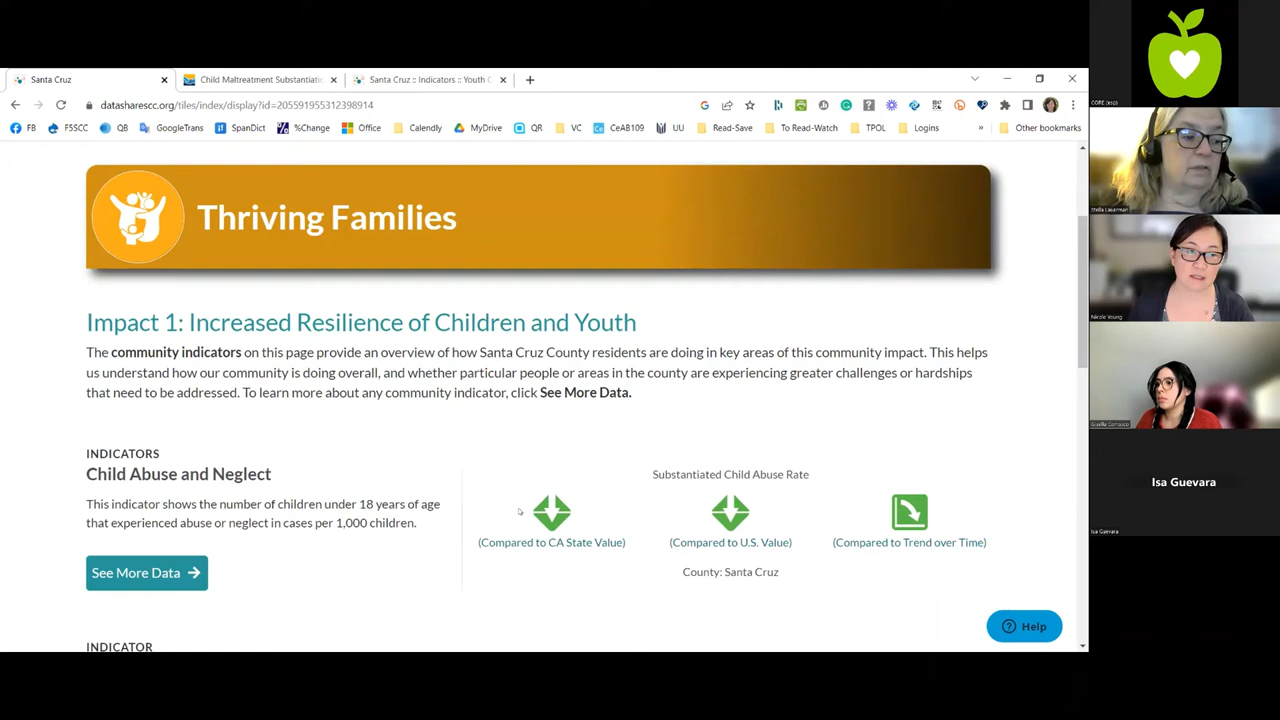 Santa Cruz
Child Maltreatment Substantiatio
Santa Cruz :: Indicators :: Youth C
datasharescc.org/tiles/index/display?id=205591955312398914
FB F5SCC QB GoogleTrans SpanDict %Change Office Calendly MyDrive QR VC CeAB109 UU Read-Save To Read-Watch TPOL Logins » Other bookmarks
Thriving Families
Impact 1: Increased Resilience of Children and Youth
The community indicators on this page provide an overview of how Santa Cruz County residents are doing in key areas of this community impact. This helps
us understand how our community is doing overall, and whether particular people or areas in the county are experiencing greater challenges or hardships
that need to be addressed. To learn more about any community indicator, click See More Data.
INDICATORS
Child Abuse and Neglect
This indicator shows the number of children under 18 years of age
that experienced abuse or neglect in cases per 1,000 children.
See More Data
Substantiated Child Abuse Rate
(Compared to CA State Value) (Compared to U.S. Value) (Compared to Trend over Time)
County: Santa Cruz
INDICATOR
Help
CORE (esp)
Nicole Young
Isa Guevara
Isa Guevara